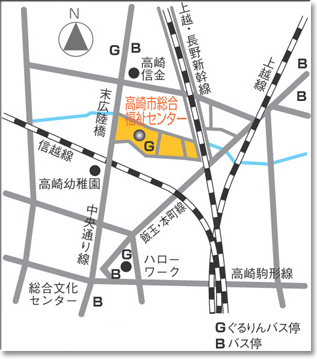 N
G
B
高崎
信金
上越・長野新幹線
上越線
B
B
末広陸橋
高崎市総合
福祉センター
G
信越線
高崎幼稚園
中央通り線
飯玉・本町線
G
B
ハロー
ワーク
高崎駒形線
総合文化
センター
B
Gぐるりんバス停
Bバス停